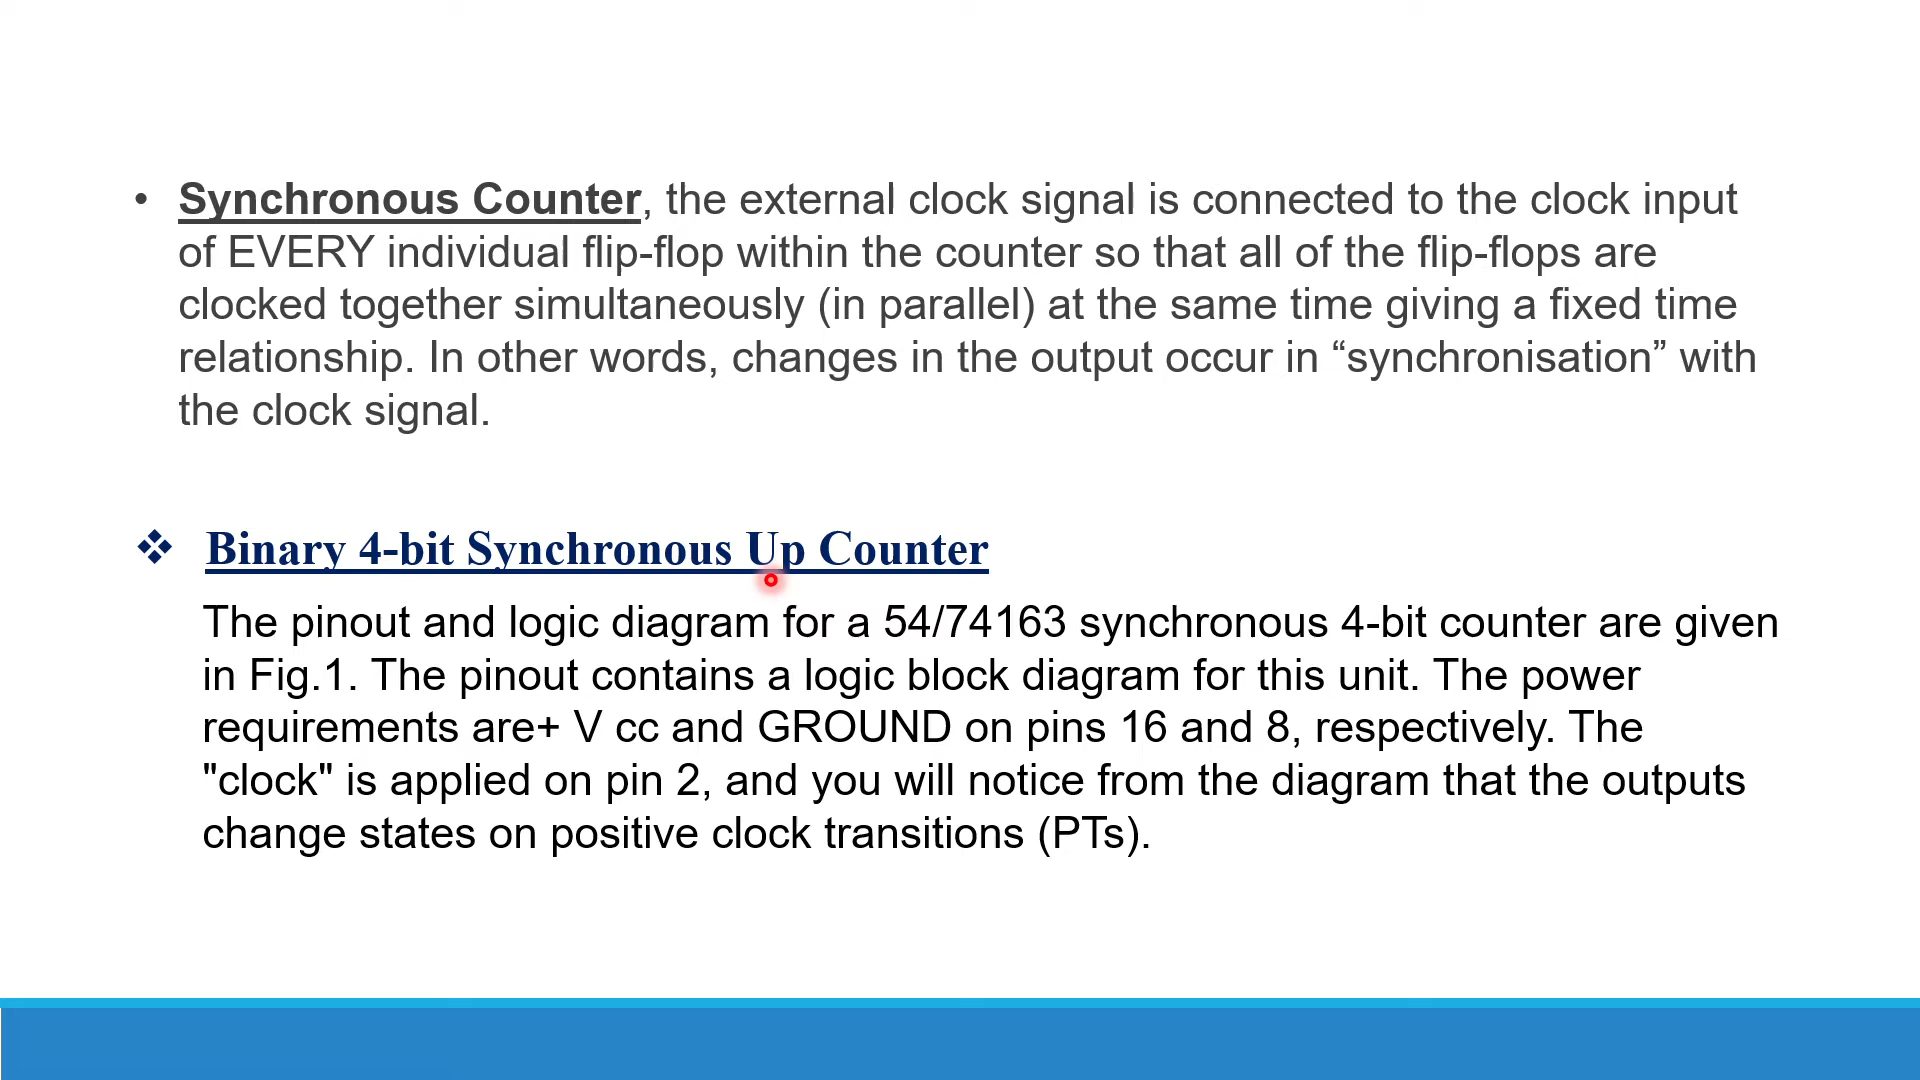 • Synchronous Counter, the external clock signal is connected to the clock input
of EVERY individual flip-flop within the counter so that all of the flip-flops are
clocked together simultaneously (in parallel) at the same time giving a fixed time
relationship. In other words, changes in the output occur in “synchronisation” with
the clock signal.
❖ Binary 4-bit Synchronous Up Counter
The pinout and logic diagram for a 54/74163 synchronous 4-bit counter are given
in Fig.1. The pinout contains a logic block diagram for this unit. The power
requirements are+ V cc and GROUND on pins 16 and 8, respectively. The
"clock" is applied on pin 2, and you will notice from the diagram that the outputs
change states on positive clock transitions (PTs).